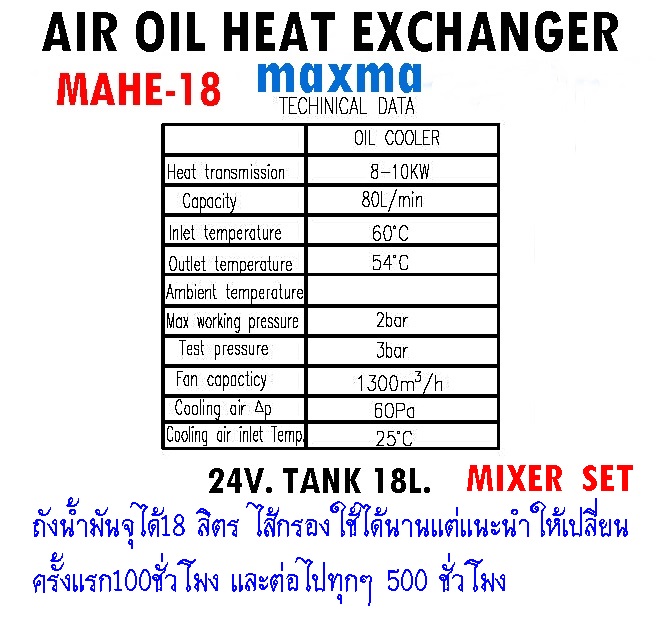 AIR OIL HEAT EXCHANGER
MAHE-18 maxma
TECHINICAL DATA
OIL COOLER
Heat transmission 8-10KW
Capacity 80L/min
Inlet temperature 60°C
Outlet temperature 54°C
Ambient temperature
Max working pressure 2bar
Test pressure 3bar
Fan capacticy 1300m³/h
Cooling air Δp 60Pa
Cooling air inlet Temp. 25°C
24V. TANK 18L. MIXER SET
ถังน้ำมันจุได้18 ลิตร ไส้กรองใช้ได้นานแต่แนะนำให้เปลี่ยน
ครั้งแรก100ชั่วโมง และต่อไปทุกๆ 500 ชั่วโมง